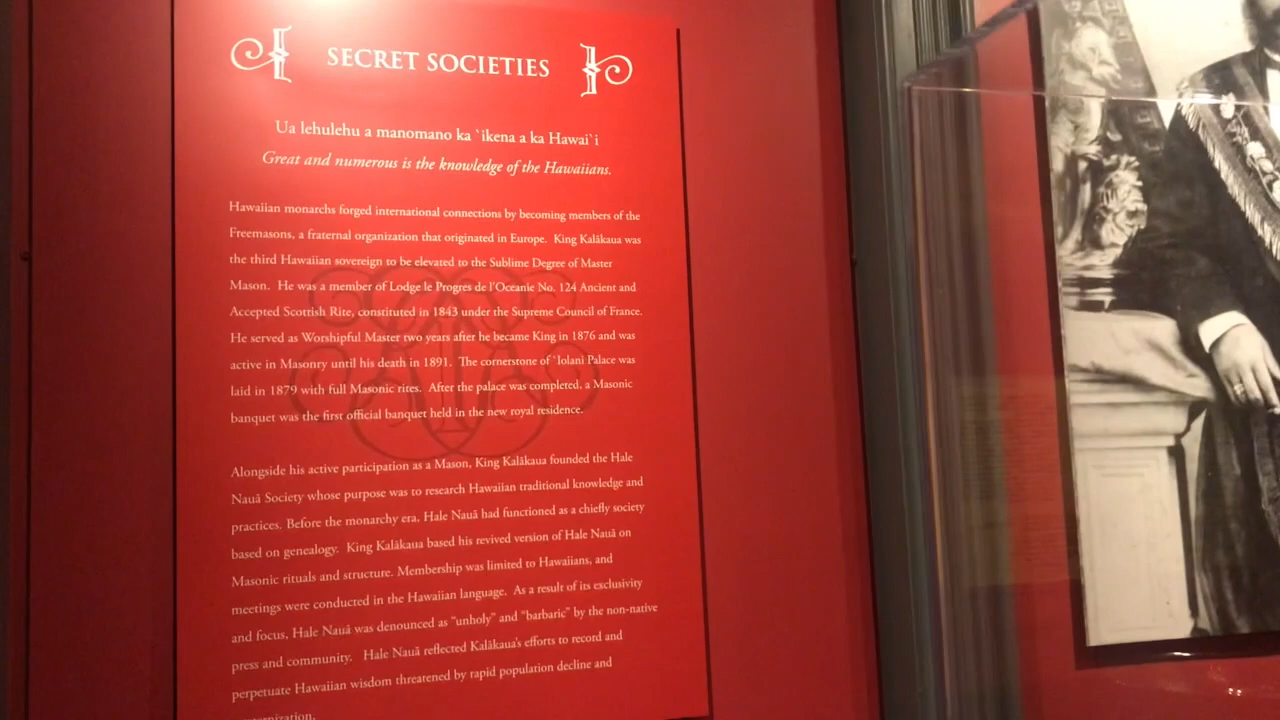 SECRET SOCIETIES
Ua lehulehu a manomano ka `ikena a ka Hawai`i
Great and numerous is the knowledge of the Hawaiians.
Hawaiian monarchs forged international connections by becoming members of the
Freemasons, a fraternal organization that originated in Europe. King Kalākaua was
the third Hawaiian sovereign to be elevated to the Sublime Degree of Master
Mason. He was a member of Lodge le Progres de l'Oceanie No. 124 Ancient and
Accepted Scottish Rite, constituted in 1843 under the Supreme Council of France.
He served as Worshipful Master two years after he became King in 1876 and was
active in Masonry until his death in 1891. The cornerstone of `Iolani Palace was
laid in 1879 with full Masonic rites. After the palace was completed, a Masonic
banquet was the first official banquet held in the new royal residence.
Alongside his active participation as a Mason, King Kalākaua founded the Hale
Nauā Society whose purpose was to research Hawaiian traditional knowledge and
practices. Before the monarchy era, Hale Nauā had functioned as a chiefly society
based on genealogy. King Kalākaua based his revived version of Hale Nauā on
Masonic rituals and structure. Membership was limited to Hawaiians, and
meetings were conducted in the Hawaiian language. As a result of its exclusivity
and focus, Hale Nauā was denounced as “unholy” and “barbaric” by the non-native
press and community. Hale Nauā reflected Kalākaua's efforts to record and
perpetuate Hawaiian wisdom threatened by rapid population decline and